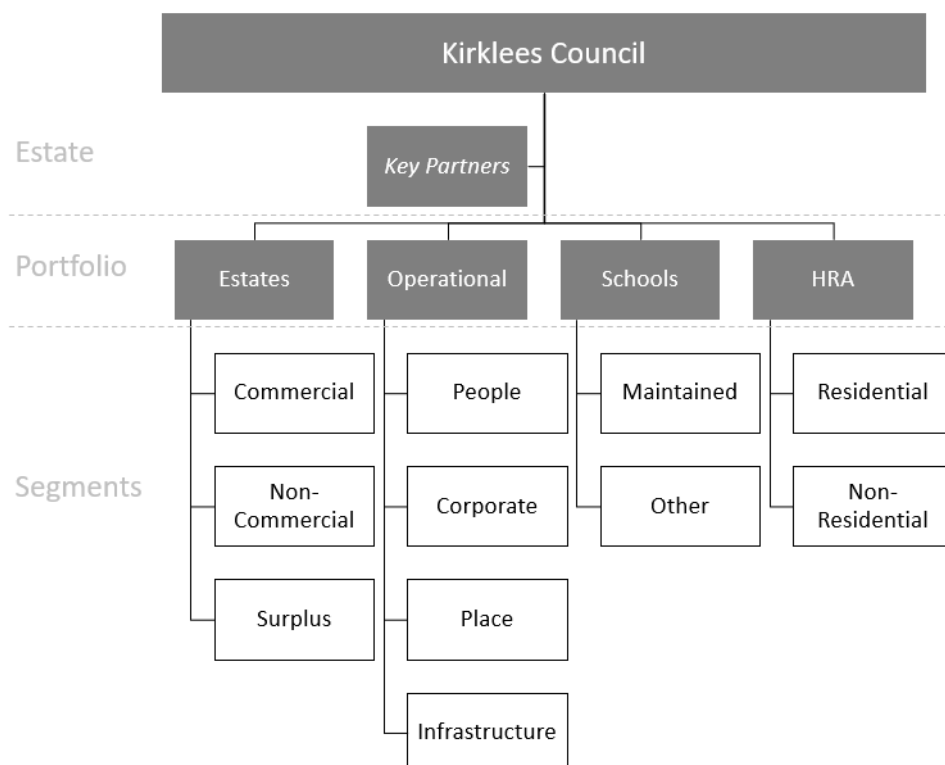 Kirklees Council
Estate
Key Partners
Portfolio
Estates
Operational
Schools
HRA
Segments
Commercial
People
Maintained
Residential
Non-
Commercial
Corporate
Other
Non-
Residential
Surplus
Place
Infrastructure